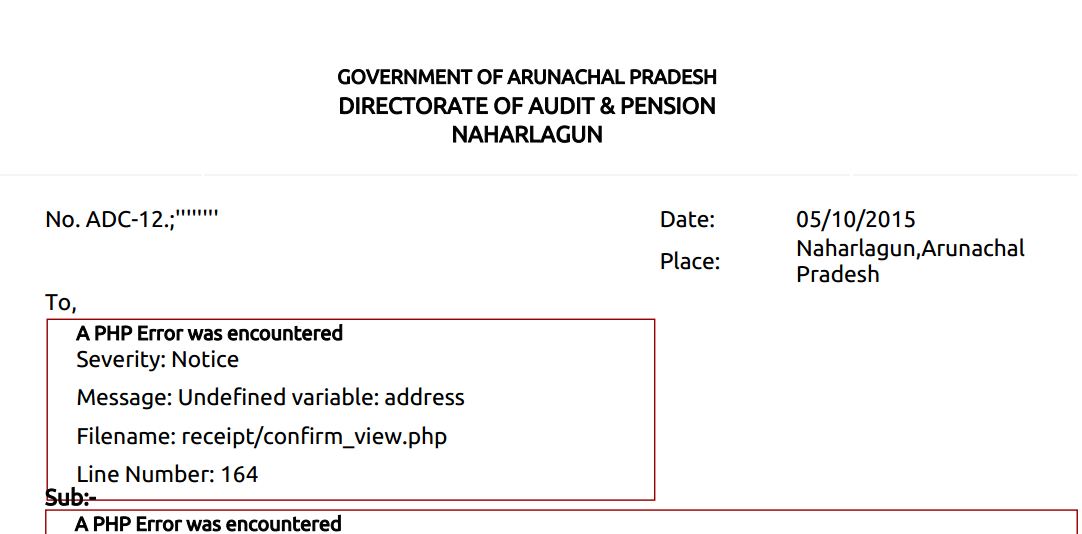 GOVERNMENT OF ARUNACHAL PRADESH
DIRECTORATE OF AUDIT & PENSION
NAHARLAGUN
No. ADC-12.;''''''''
Date: 05/10/2015
Place: Naharlagun,Arunachal
Pradesh
To,
A PHP Error was encountered
Severity: Notice
Message: Undefined variable: address
Filename: receipt/confirm_view.php
Line Number: 164
Sub:-
A PHP Error was encountered